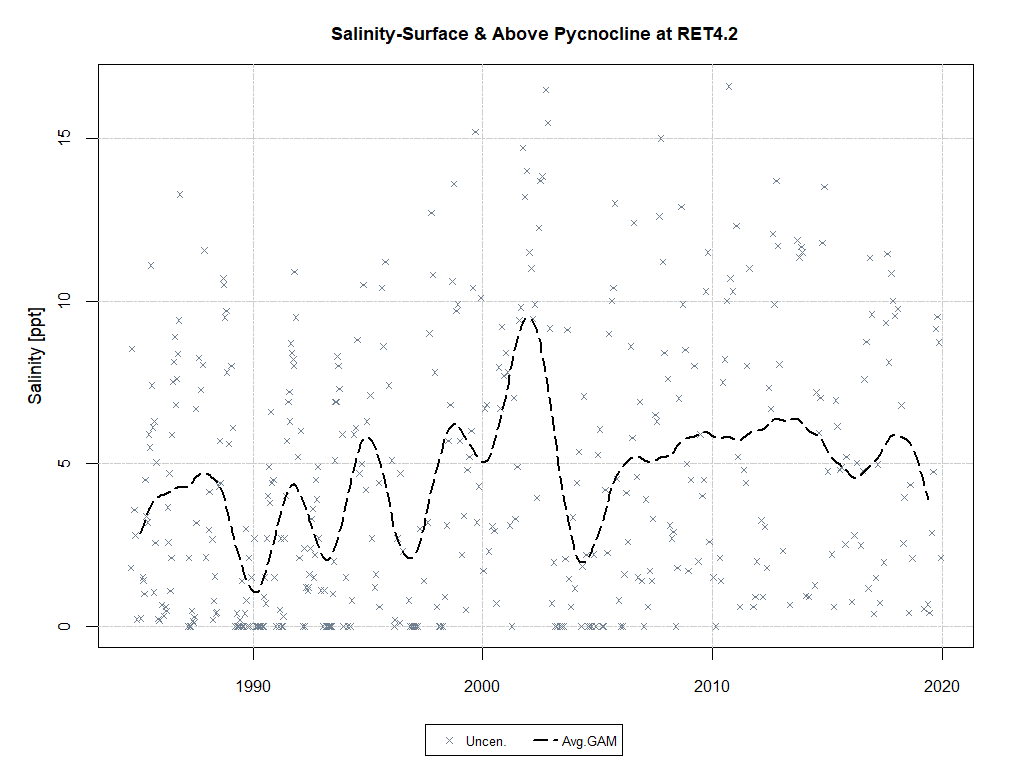 Salinity-Surface & Above Pycnocline at RET4.2
Salinity [ppt]
15
10
5
0
1990 2000 2010 2020
Uncen. Avg.GAM